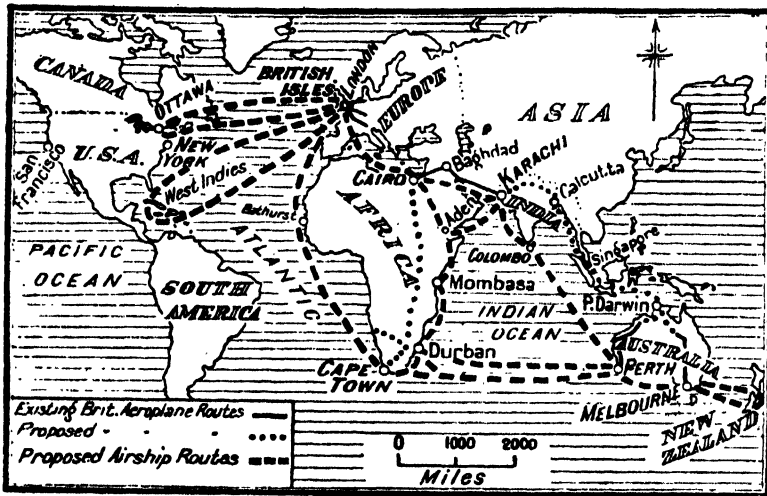 CANADA
OTTAWA
BRITISH
ISLES
LONDON
EUROPE
ASIA
U.S.A.
NEW
YORK
San
Francisco
West Indies
Baghdad
KARACHI
CAIRO
INDIA
Calcutta
AFRICA
Aden
Bathurst
COLOMBO
Singapore
PACIFIC
OCEAN
ATLANTIC
SOUTH
AMERICA
Mombasa
INDIAN
OCEAN
P. Darwin
Durban
AUSTRALIA
CAPE
TOWN
PERTH
MELBOURNE
NEW
ZEALAND
Existing Brit. Aeroplane Routes
Proposed - - -
Proposed Airship Routes
0 1000 2000
Miles